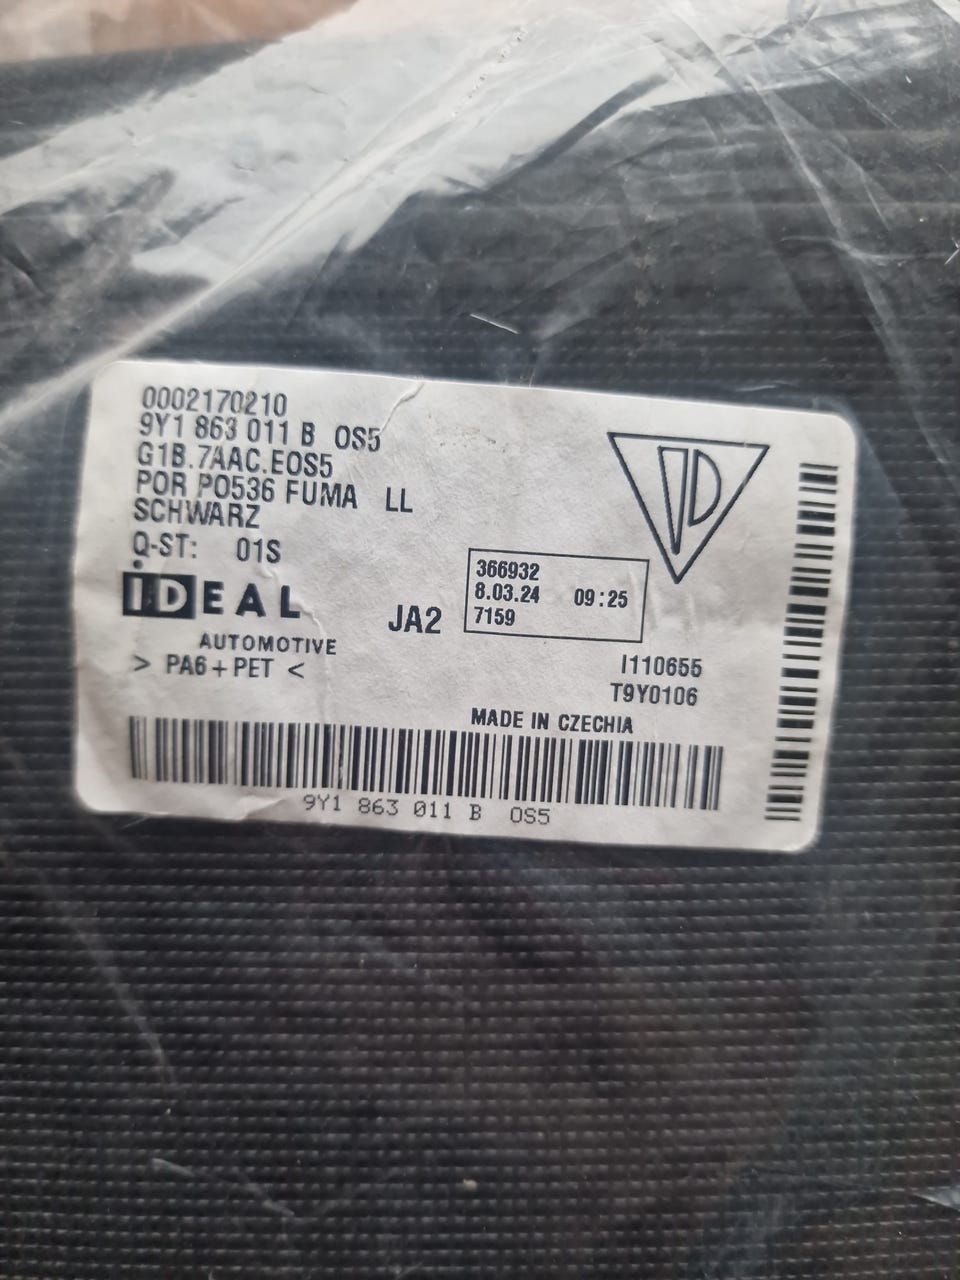 0002170210
9Y1 863 011 B OS5
G1B.7AAC.EOS5
POR PO536 FUMA LL
SCHWARZ
Q-ST: 01S
IDEAL
AUTOMOTIVE
> PA6+PET <
JA2
366932
8.03.24 09:25
7159
I110655
T9Y0106
MADE IN CZECHIA
9Y1 863 011 B OS5
ID